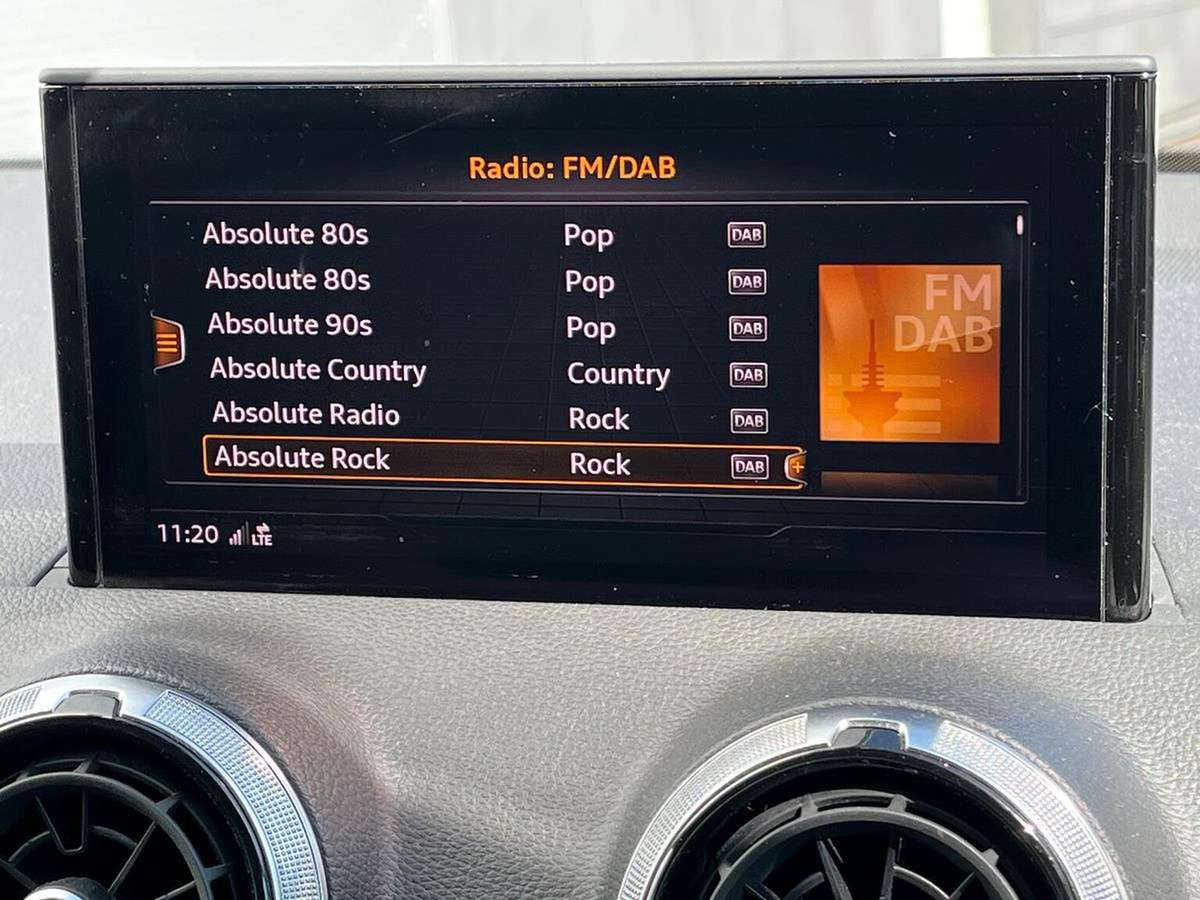 Radio: FM/DAB
Absolute 80s Pop DAB
Absolute 80s Pop DAB
Absolute 90s Pop DAB
Absolute Country Country DAB
Absolute Radio Rock DAB
Absolute Rock Rock DAB +
FM
DAB
11:20 LTE